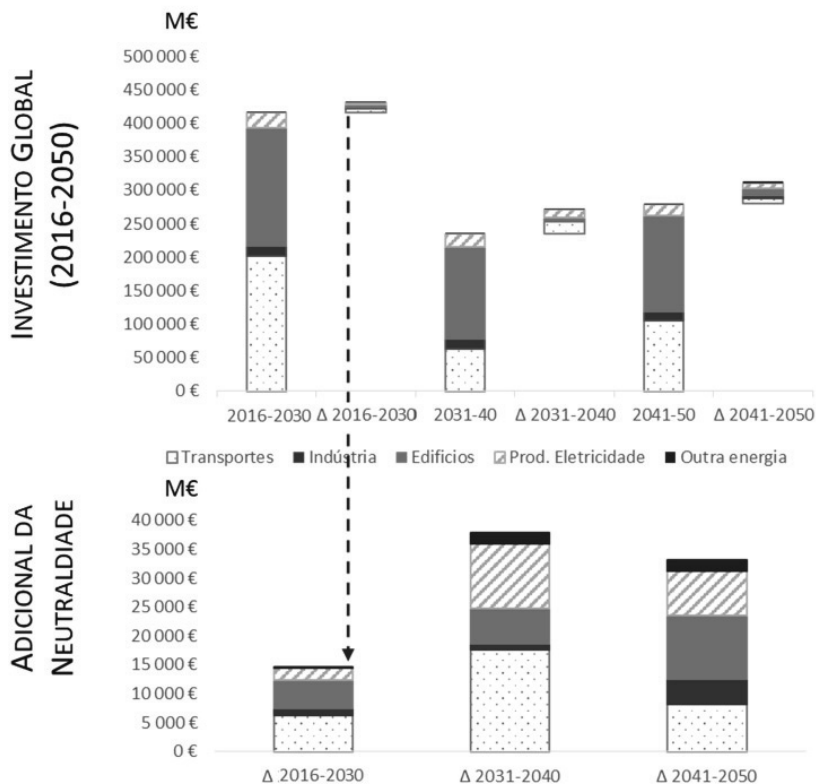 M€
INVESTIMENTO GLOBAL
(2016-2050)
500 000 €
450 000 €
400 000 €
350 000 €
300 000 €
250 000 €
200 000 €
150 000 €
100 000 €
50 000 €
0 €
2016-2030 Δ 2016-2030 2031-40 Δ 2031-2040 2041-50 Δ 2041-2050
Transportes Indústria Edificios Prod. Eletricidade Outra energia
M€
ADICIONAL DA
NEUTRALDIADE
40 000 €
35 000 €
30 000 €
25 000 €
20 000 €
15 000 €
10 000 €
5 000 €
0 €
Δ 2016-2030 Δ 2031-2040 Δ 2041-2050